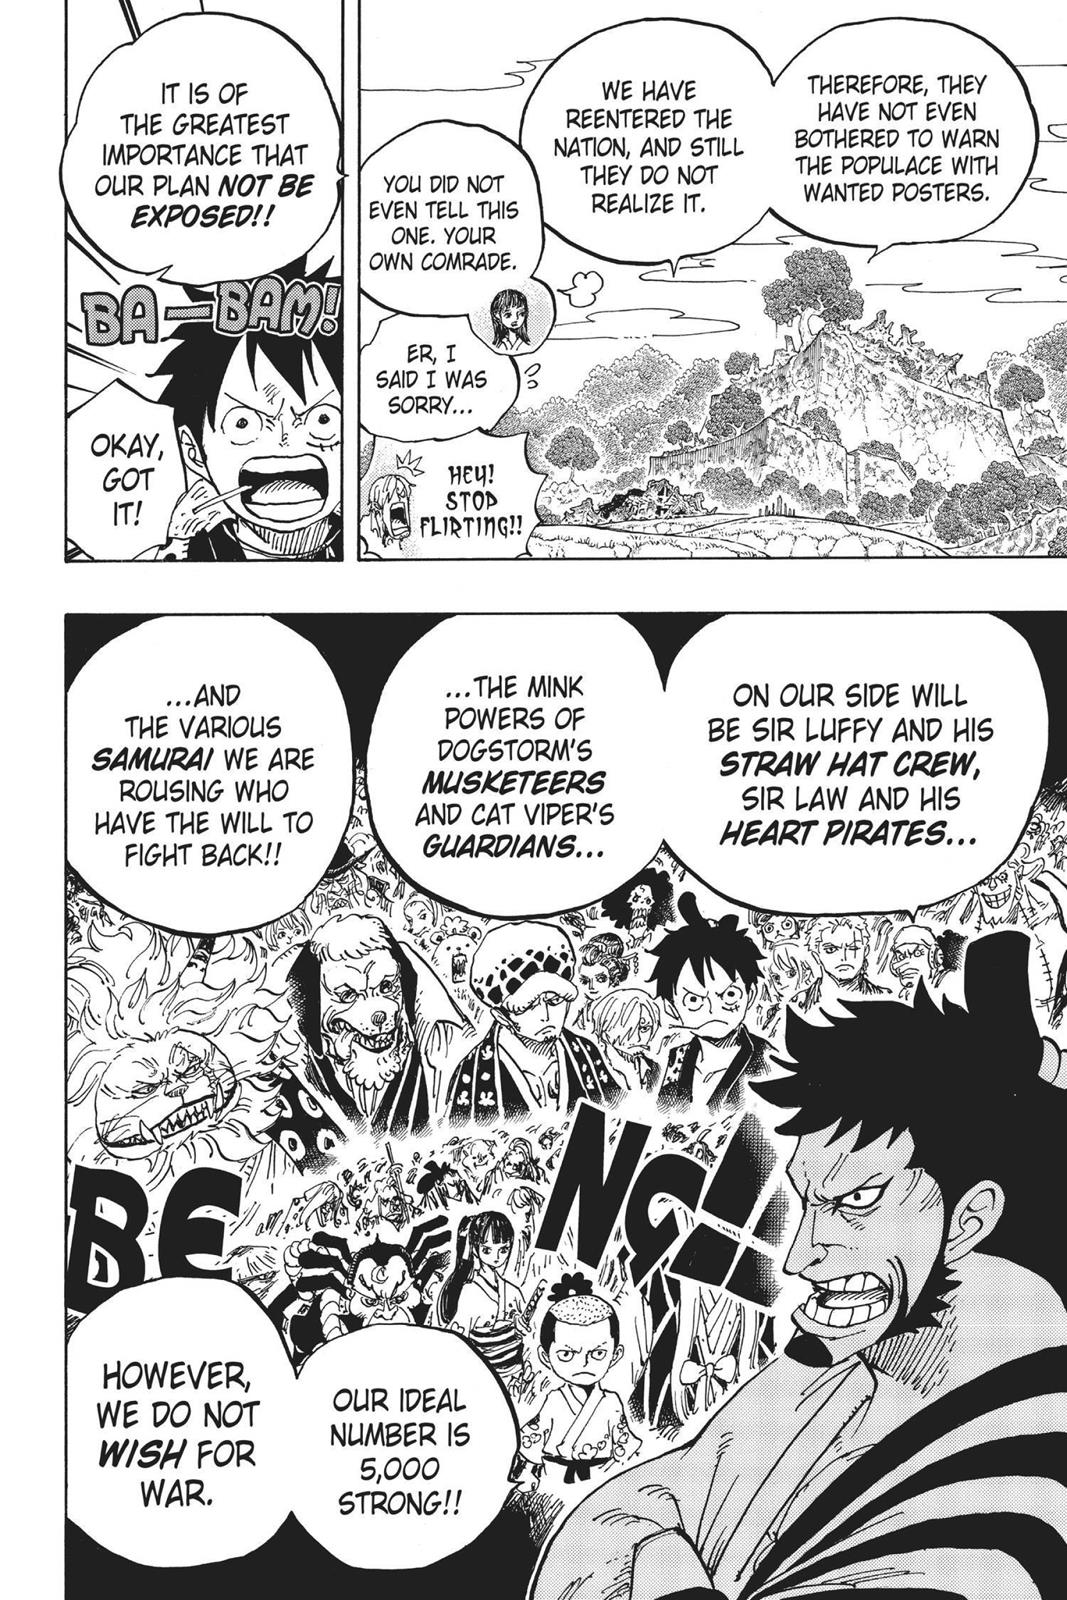 THEREFORE, THEY
HAVE NOT EVEN
BOTHERED TO WARN
THE POPULACE WITH
WANTED POSTERS.
WE HAVE
REENTERED THE
NATION, AND STILL
THEY DO NOT
REALIZE IT.
YOU DID NOT
EVEN TELL THIS
ONE. YOUR
OWN COMRADE.
ER, I
SAID I WAS
SORRY...
HEY!
STOP
FLIRTING!!
IT IS OF
THE GREATEST
IMPORTANCE THAT
OUR PLAN NOT BE
EXPOSED!!
BA—BAM!
OKAY,
GOT
IT!
ON OUR SIDE WILL
BE SIR LUFFY AND HIS
STRAW HAT CREW,
SIR LAW AND HIS
HEART PIRATES...
...THE MINK
POWERS OF
DOGSTORM'S
MUSKETEERS
AND CAT VIPER'S
GUARDIANS...
...AND
THE VARIOUS
SAMURAI WE ARE
ROUSING WHO
HAVE THE WILL TO
FIGHT BACK!!
BENG!
OUR IDEAL
NUMBER IS
5,000
STRONG!!
HOWEVER,
WE DO NOT
WISH FOR
WAR.